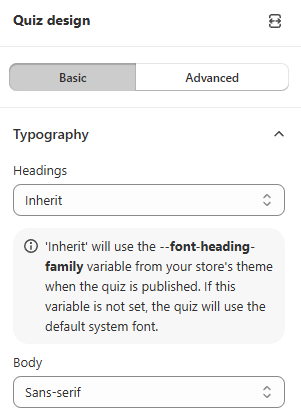 Quiz design
Basic
Advanced
Typography
Headings
Inherit
'Inherit' will use the --font-heading-
family variable from your store's theme
when the quiz is published. If this
variable is not set, the quiz will use the
default system font.
Body
Sans-serif